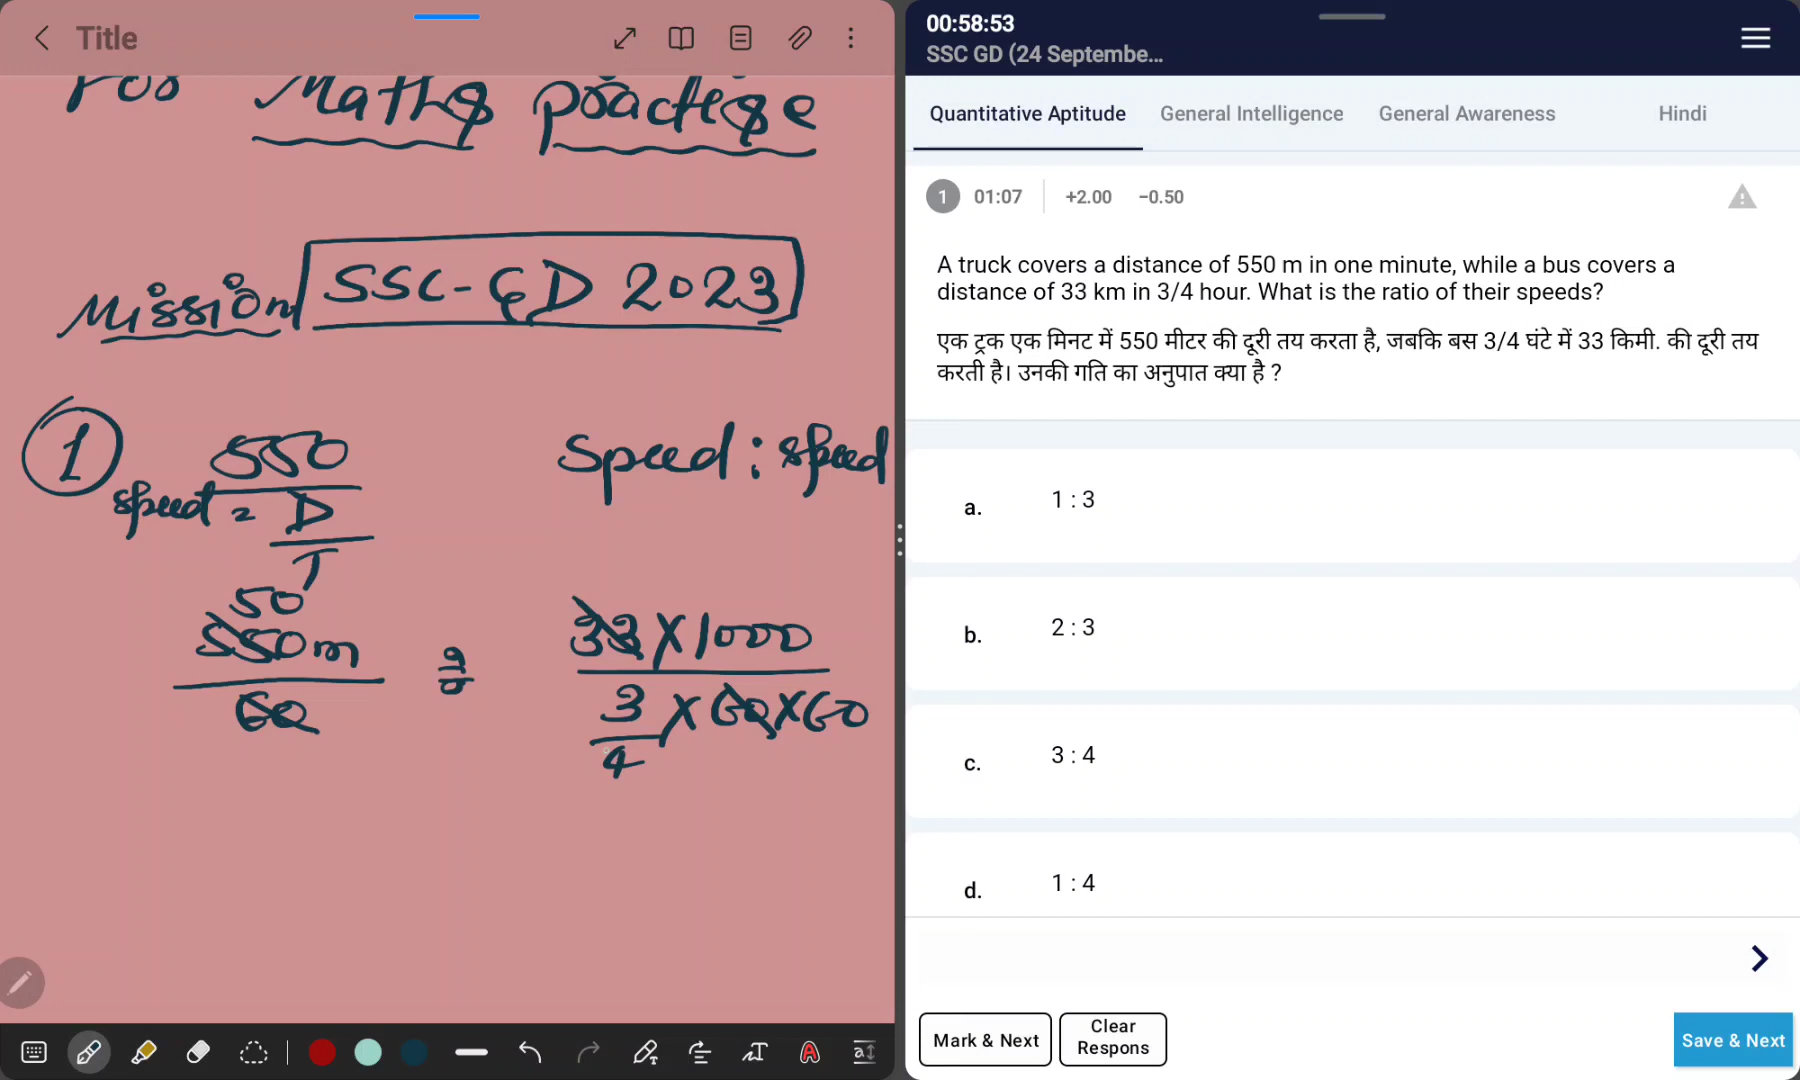 Title
For Maths practise
Mission SSC-GD 2023
1
550
speed = D
T
speed : speed
50
550m
60
:
33 X 1000
3 X 60 X 60
4
00:58:53
SSC GD (24 Septembe...
Quantitative Aptitude General Intelligence General Awareness Hindi
1 01:07 +2.00 −0.50
A truck covers a distance of 550 m in one minute, while a bus covers a
distance of 33 km in 3/4 hour. What is the ratio of their speeds?
एक ट्रक एक मिनट में 550 मीटर की दूरी तय करता है, जबकि बस 3/4 घंटे में 33 किमी. की दूरी तय
करती है। उनकी गति का अनुपात क्या है ?
a. 1 : 3
b. 2 : 3
c. 3 : 4
d. 1 : 4
Mark & Next
Clear
Respons
Save & Next